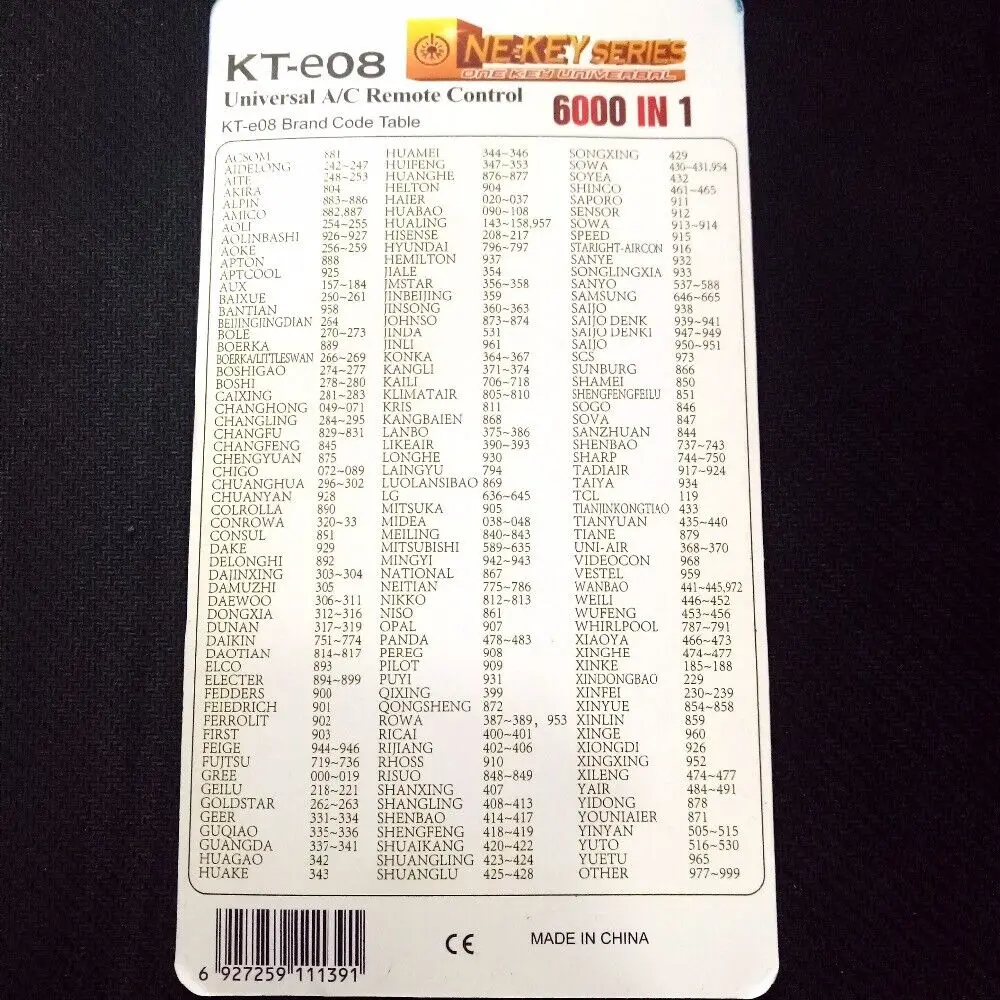 KT-e08
ONE-KEY SERIES
ONE KEY UNIVERSAL
Universal A/C Remote Control
6000 IN 1
KT-e08 Brand Code Table
ACSOM 881
AIDELONG 242~247
AITE 248~253
AKIRA 804
ALPIN 883~886
AMICO 882,887
AOLI 254~255
AOLINBASHI 926~927
AOKE 256~259
APTON 888
APTCOOL 925
AUX 157~184
BAIXUE 260~261
BANTIAN 958
BEIJINGJINGDIAN 264
BOLE 270~273
BOERKA 889
BOERKA/LITTLESWAN 266~269
BOSHIGAO 274~277
BOSHI 278~280
CAIXING 281~283
CHANGHONG 049~071
CHANGLING 284~295
CHANGFU 829~831
CHANGFENG 845
CHENGYUAN 875
CHIGO 072~089
CHUANGHUA 296~302
CHUANYAN 928
COLROLLA 890
CONROWA 320~33
CONSUL 891
DAKE 929
DELONGHI 892
DAJINXING 303~304
DAMUZHI 305
DAEWOO 306~311
DONGXIA 312~316
DUNAN 317~319
DAIKIN 751~774
DAOTIAN 814~817
ELCO 893
ELECTER 894~899
FEDDERS 900
FEIEDRICH 901
FERROLIT 902
FIRST 903
FEIGE 944~946
FUJTSU 719~736
GREE 000~019
GEILU 218~221
GOLDSTAR 262~263
GEER 331~334
GUQIAO 335~336
GUANGDA 337~341
HUAGAO 342
HUAKE 343
HUAMEI 344~346
HUIFENG 347~353
HUANGHE 876~877
HELTON 904
HAIER 020~037
HUABAO 090~108
HUALING 143~158,957
HISENSE 208~217
HYUNDAI 796~797
HEMILTON 937
JIALE 354
JMSTAR 356~358
JINBEIJING 359
JINSONG 360~363
JOHNSO 873~874
JINDA 531
JINLI 961
KONKA 364~367
KANGLI 371~374
KAILI 706~718
KLIMATAIR 805~810
KRIS 811
KANGBAIEN 868
LANBO 375~386
LIKEAIR 390~393
LONGHE 930
LAINGYU 794
LUOLANSIBAO 869
LG 636~645
MITSUKA 905
MIDEA 038~048
MEILING 840~843
MITSUBISHI 589~635
MINGYI 942~943
NATIONAL 867
NEITIAN 775~786
NIKKO 812~813
NISO 861
OPAL 907
PANDA 478~483
PEREG 908
PILOT 909
PUYI 931
QIXING 399
QONGSHENG 872
ROWA 387~389, 953
RICAI 400~401
RIJIANG 402~406
RHOSS 910
RISUO 848~849
SHANXING 407
SHANGLING 408~413
SHENBAO 414~417
SHENGFENG 418~419
SHUAIKANG 420~422
SHUANGLING 423~424
SHUANGLU 425~428
SONGXING 429
SOWA 430~431,954
SOYEA 432
SHINCO 461~465
SAPORO 911
SENSOR 912
SOWA 913~914
SPEED 915
STARIGHT-AIRCON 916
SANYE 932
SONGLINGXIA 933
SANYO 537~588
SAMSUNG 646~665
SAIJO 938
SAIJO DENK 939~941
SAIJO DENKI 947~949
SAIJO 950~951
SCS 973
SUNBURG 866
SHAMEI 850
SHENGFENGFEILU 851
SOGO 846
SOVA 847
SANZHUAN 844
SHENBAO 737~743
SHARP 744~750
TADIAIR 917~924
TAIYA 934
TCL 119
TIANJINKONGTIAO 433
TIANYUAN 435~440
TIANE 879
UNI-AIR 368~370
VIDEOCON 968
VESTEL 959
WANBAO 441~445,972
WEILI 446~452
WUFENG 453~456
WHIRLPOOL 787~791
XIAOYA 466~473
XINGHE 474~477
XINKE 185~188
XINDONGBAO 229
XINFEI 230~239
XINYUE 854~858
XINLIN 859
XINGE 960
XIONGDI 926
XINGXING 952
XILENG 474~477
YAIR 484~491
YIDONG 878
YOUNIAIER 871
YINYAN 505~515
YUTO 516~530
YUETU 965
OTHER 977~999
6 927259 111391
CE
MADE IN CHINA